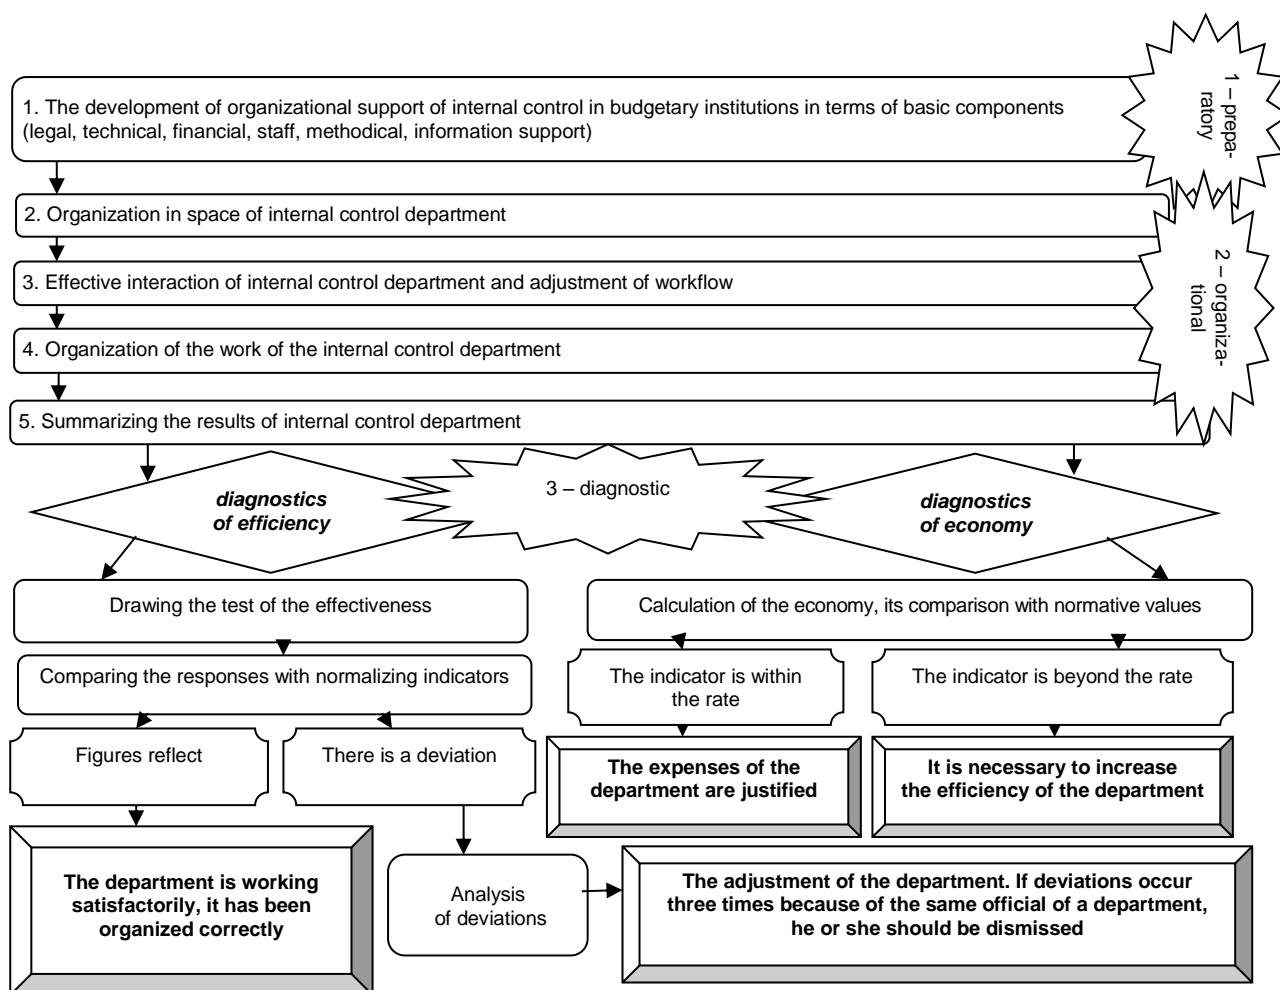 1 – prepa-
ratory
1. The development of organizational support of internal control in budgetary institutions in terms of basic components
(legal, technical, financial, staff, methodical, information support)
2. Organization in space of internal control department
2 – organiza-
tional
3. Effective interaction of internal control department and adjustment of workflow
4. Organization of the work of the internal control department
5. Summarizing the results of internal control department
diagnostics
of efficiency
3 – diagnostic
diagnostics
of economy
Drawing the test of the effectiveness
Calculation of the economy, its comparison with normative values
Comparing the responses with normalizing indicators
The indicator is within
the rate
The indicator is beyond the rate
Figures reflect
There is a deviation
The expenses of the
department are justified
It is necessary to increase
the efficiency of the department
The department is working
satisfactorily, it has been
organized correctly
Analysis
of deviations
The adjustment of the department. If deviations occur
three times because of the same official of a department,
he or she should be dismissed